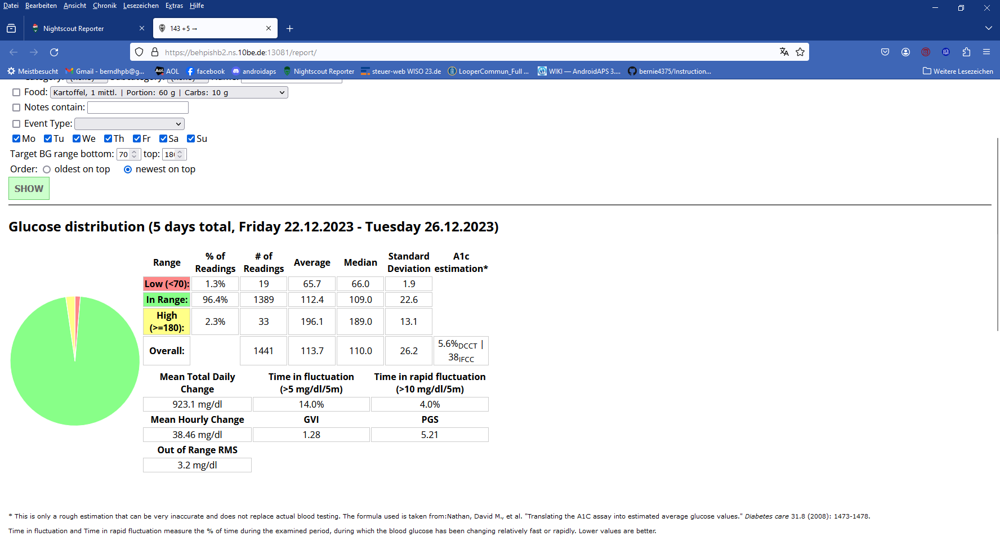 Datei Bearbeiten Ansicht Chronik Lesezeichen Extras Hilfe
Nightscout Reporter
143 +5 →
https://behpishb2.ns.10be.de:13081/report/
Meistbesucht Gmail - berndhpb@g... AOL facebook androidaps Nightscout Reporter steuer-web WISO 23.de LooperCommun_Full ... WIKI — AndroidAPS 3.... bernie4375/Instruction... Weitere Lesezeichen
Food: Kartoffel, 1 mittl. | Portion: 60 g | Carbs: 10 g
Notes contain:
Event Type:
Mo Tu We Th Fr Sa Su
Target BG range bottom: 70 top: 180
Order: oldest on top newest on top
SHOW
Glucose distribution (5 days total, Friday 22.12.2023 - Tuesday 26.12.2023)
Range % of Readings # of Readings Average Median Standard Deviation A1c estimation*
Low (<70): 1.3% 19 65.7 66.0 1.9
In Range: 96.4% 1389 112.4 109.0 22.6
High (>=180): 2.3% 33 196.1 189.0 13.1
Overall: 1441 113.7 110.0 26.2 5.6%DCCT | 38IFCC
Mean Total Daily Change Time in fluctuation (>5 mg/dl/5m) Time in rapid fluctuation (>10 mg/dl/5m)
923.1 mg/dl 14.0% 4.0%
Mean Hourly Change GVI PGS
38.46 mg/dl 1.28 5.21
Out of Range RMS
3.2 mg/dl
* This is only a rough estimation that can be very inaccurate and does not replace actual blood testing. The formula used is taken from:Nathan, David M., et al. "Translating the A1C assay into estimated average glucose values." Diabetes care 31.8 (2008): 1473-1478.
Time in fluctuation and Time in rapid fluctuation measure the % of time during the examined period, during which the blood glucose has been changing relatively fast or rapidly. Lower values are better.